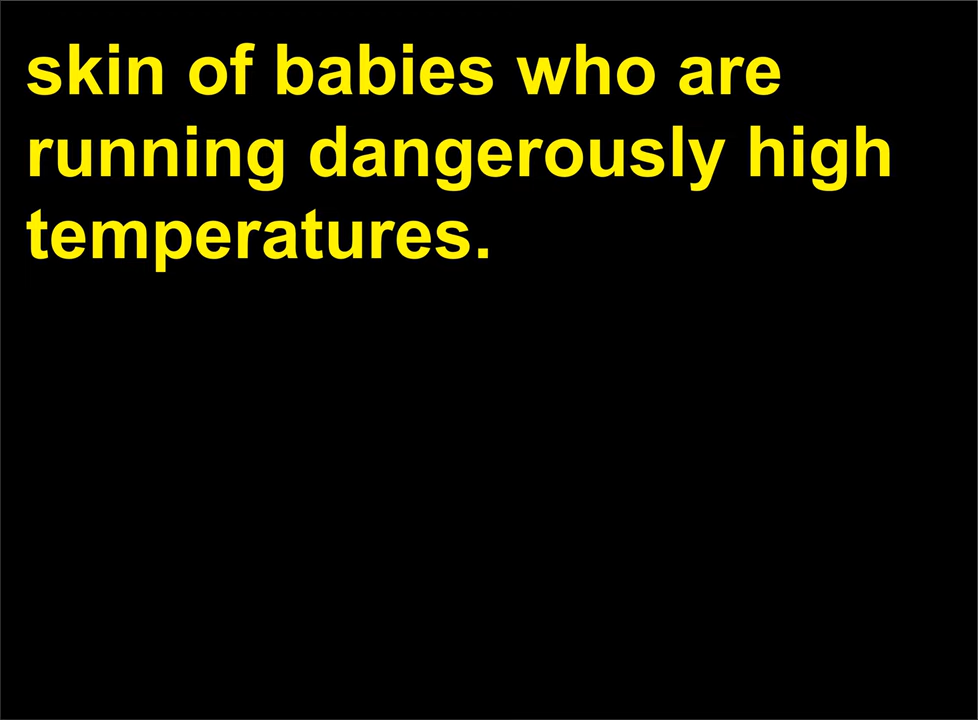 skin of babies who are
running dangerously high
temperatures.